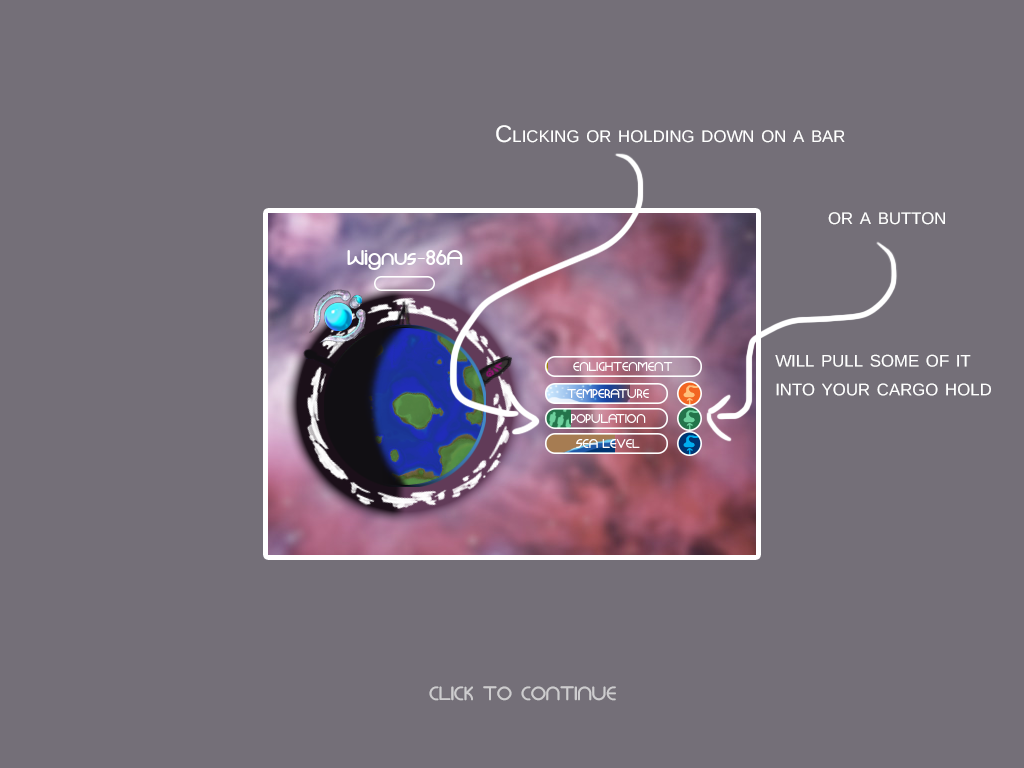 Clicking or holding down on a bar
or a button
Wignus-86A
will pull some of it
into your cargo hold
Enlightenment
Temperature
Population
Sea Level
Click to continue